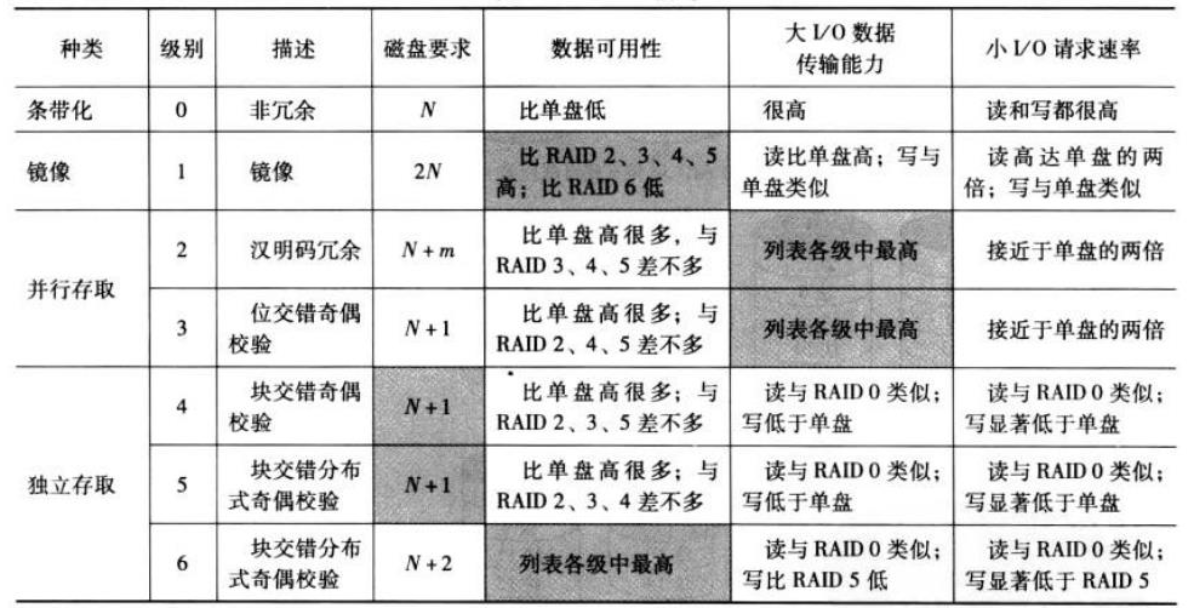 种类 级别 描述 磁盘要求 数据可用性 大 I/O 数据 小 I/O 请求速率
传输能力
条带化 0 非冗余 N 比单盘低 很高 读和写都很高
镜像 1 镜像 2N 比 RAID 2、3、4、5 读比单盘高；写与 读高达单盘的两
高；比 RAID 6 低 单盘类似 倍；写与单盘类似
并行存取 2 汉明码冗余 N + m 比单盘高很多，与 列表各级中最高 接近于单盘的两倍
RAID 3、4、5 差不多
3 位交错奇偶 N + 1 比单盘高很多；与 列表各级中最高 接近于单盘的两倍
校验 RAID 2、4、5 差不多
独立存取 4 块交错奇偶 N + 1 比单盘高很多；与 读与 RAID 0 类似； 读与 RAID 0 类似；
校验 RAID 2、3、5 差不多 写低于单盘 写显著低于单盘
5 块交错分布 N + 1 比单盘高很多；与 读与 RAID 0 类似； 读与 RAID 0 类似；
式奇偶校验 RAID 2、3、4 差不多 写低于单盘 写显著低于单盘
6 块交错分布 N + 2 列表各级中最高 读与 RAID 0 类似； 读与 RAID 0 类似；
式奇偶校验 写比 RAID 5 低 写显著低于 RAID 5